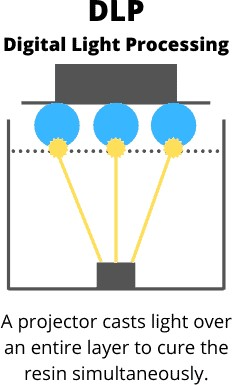 DLP
Digital Light Processing
A projector casts light over
an entire layer to cure the
resin simultaneously.